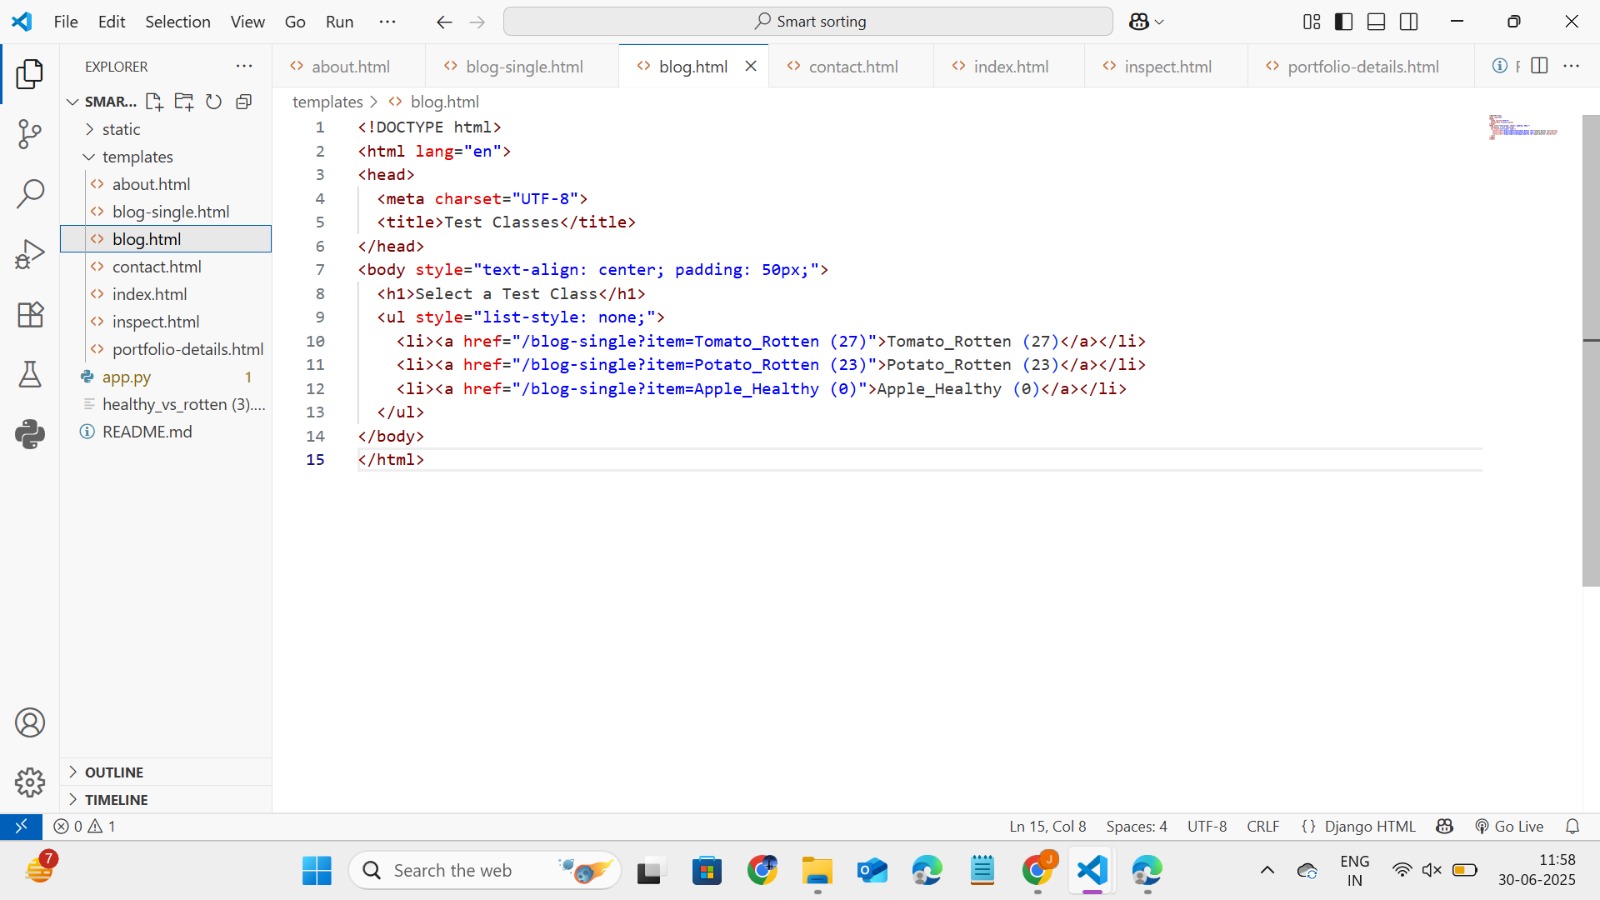 File Edit Selection View Go Run ··· Smart sorting
EXPLORER ···
about.html blog-single.html blog.html contact.html index.html inspect.html portfolio-details.html
SMAR...
static
templates
about.html
blog-single.html
blog.html
contact.html
index.html
inspect.html
portfolio-details.html
app.py 1
healthy_vs_rotten (3)....
README.md
OUTLINE
TIMELINE
templates > blog.html
1 <!DOCTYPE html>
2 <html lang="en">
3 <head>
4 <meta charset="UTF-8">
5 <title>Test Classes</title>
6 </head>
7 <body style="text-align: center; padding: 50px;">
8 <h1>Select a Test Class</h1>
9 <ul style="list-style: none;">
10 <li><a href="/blog-single?item=Tomato_Rotten (27)">Tomato_Rotten (27)</a></li>
11 <li><a href="/blog-single?item=Potato_Rotten (23)">Potato_Rotten (23)</a></li>
12 <li><a href="/blog-single?item=Apple_Healthy (0)">Apple_Healthy (0)</a></li>
13 </ul>
14 </body>
15 </html>
0 1 Ln 15, Col 8 Spaces: 4 UTF-8 CRLF {} Django HTML Go Live
7 Search the web J ENG IN 11:58 30-06-2025